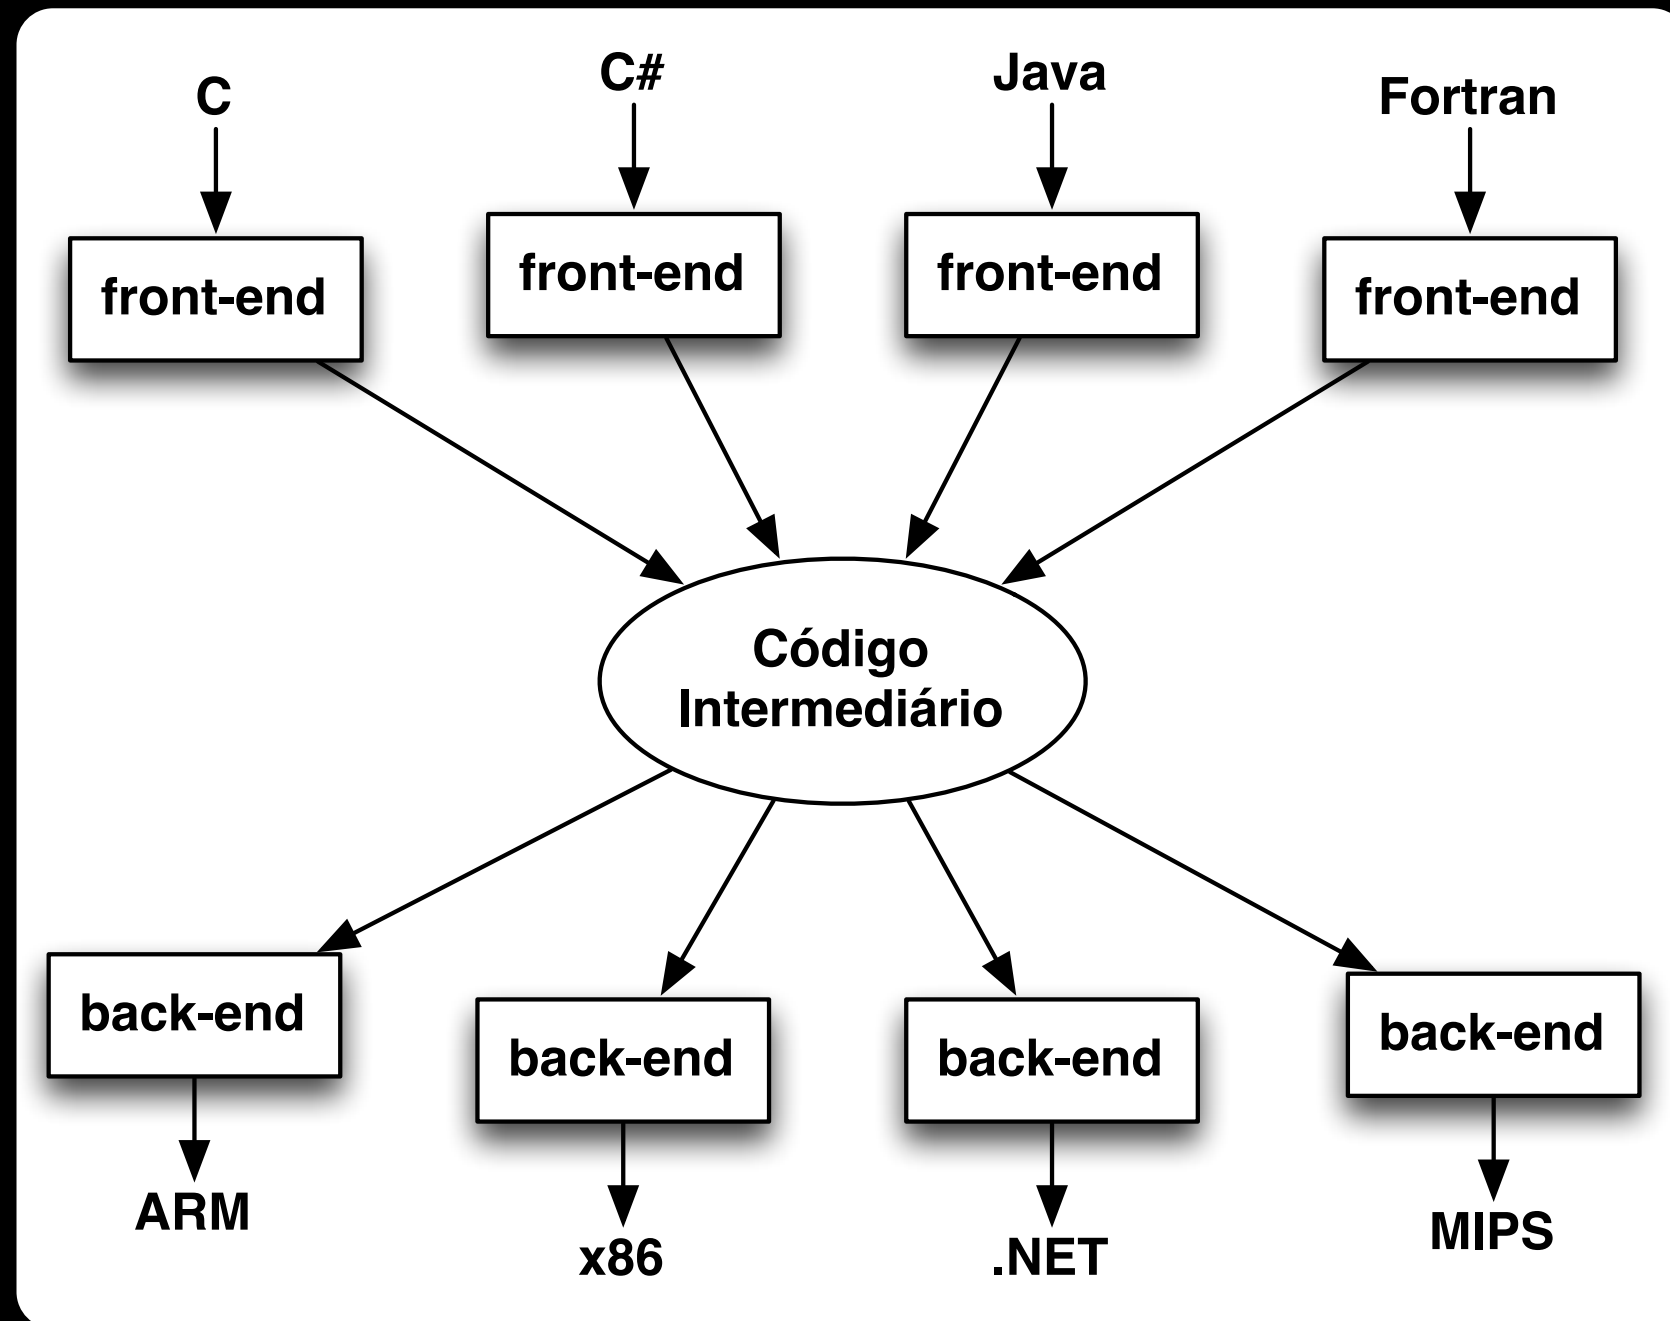 C
C#
Java
Fortran
front-end
front-end
front-end
front-end
Código
Intermediário
back-end
back-end
back-end
back-end
ARM
x86
.NET
MIPS